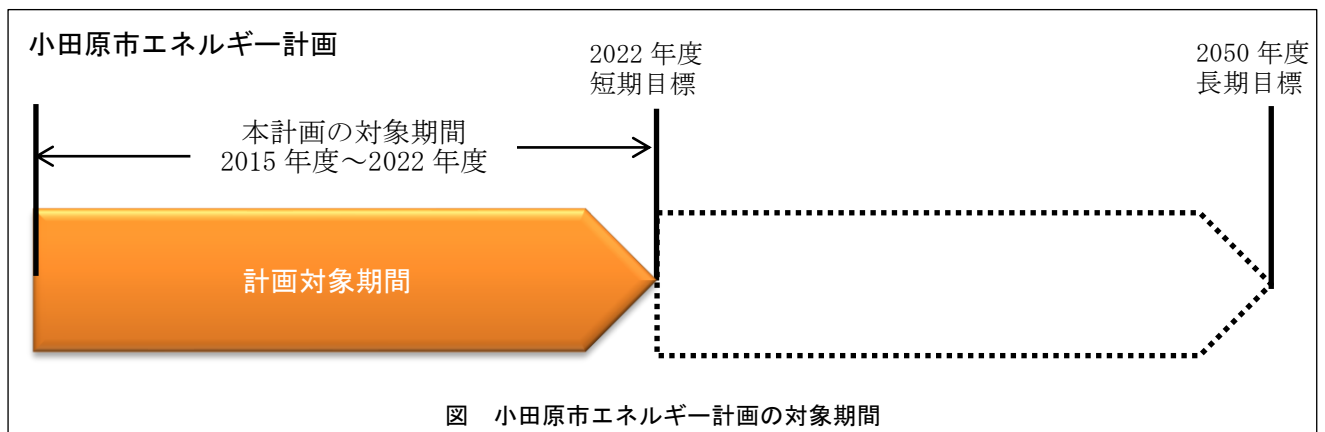 小田原市エネルギー計画
2022 年度
短期目標
2050 年度
長期目標
本計画の対象期間
2015 年度～2022 年度
計画対象期間
図　小田原市エネルギー計画の対象期間